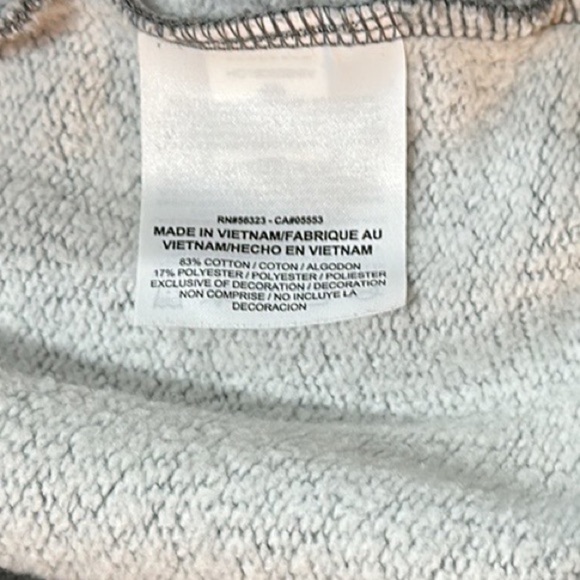 RN#56323 - CA#05553
MADE IN VIETNAM/FABRIQUE AU
VIETNAM/HECHO EN VIETNAM
83% COTTON / COTON / ALGODON
17% POLYESTER / POLYESTER / POLIESTER
EXCLUSIVE OF DECORATION / DECORATION
NON COMPRISE / NO INCLUYE LA
DECORACION